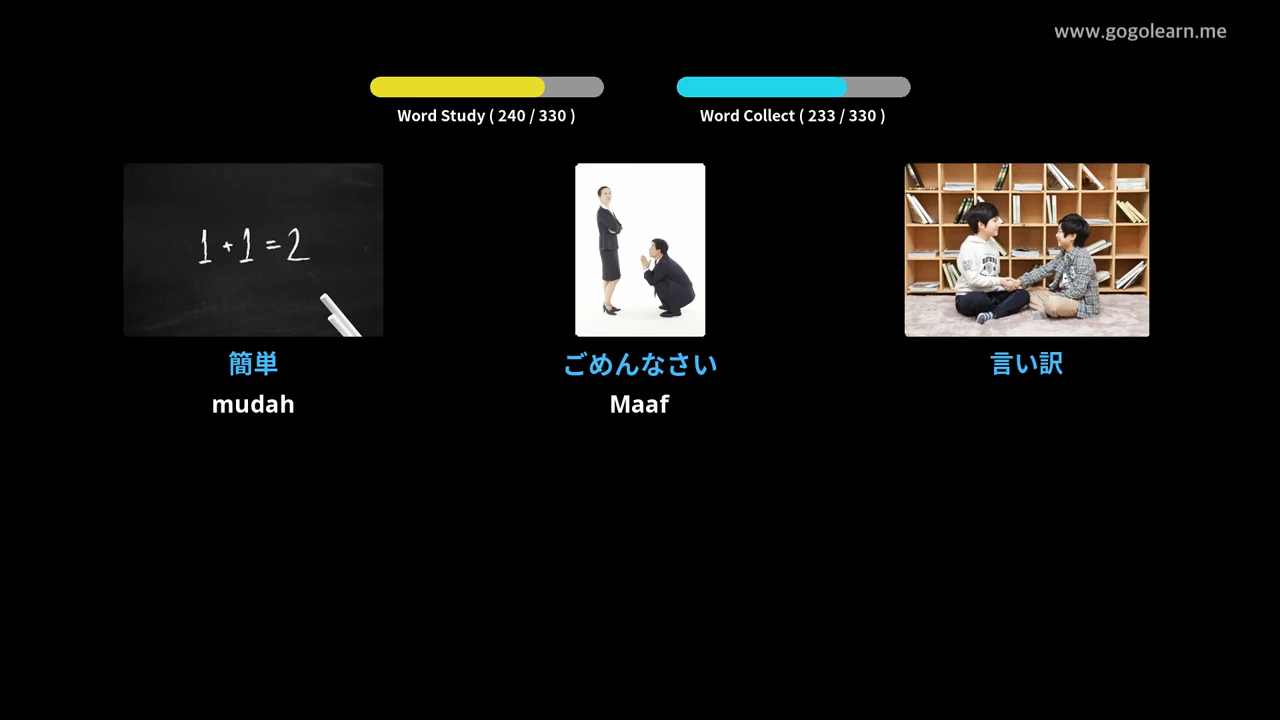 www.gogolearn.me
Word Study ( 240 / 330 )
Word Collect ( 233 / 330 )
1 + 1 = 2
簡単
ごめんなさい
言い訳
mudah
Maaf